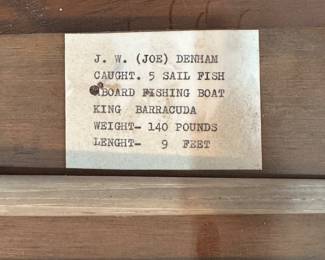 J. W. (JOE) DENHAM
CAUGHT. 5 SAIL FISH
ABOARD FISHING BOAT
KING BARRACUDA
WEIGHT- 140 POUNDS
LENGHT- 9 FEET